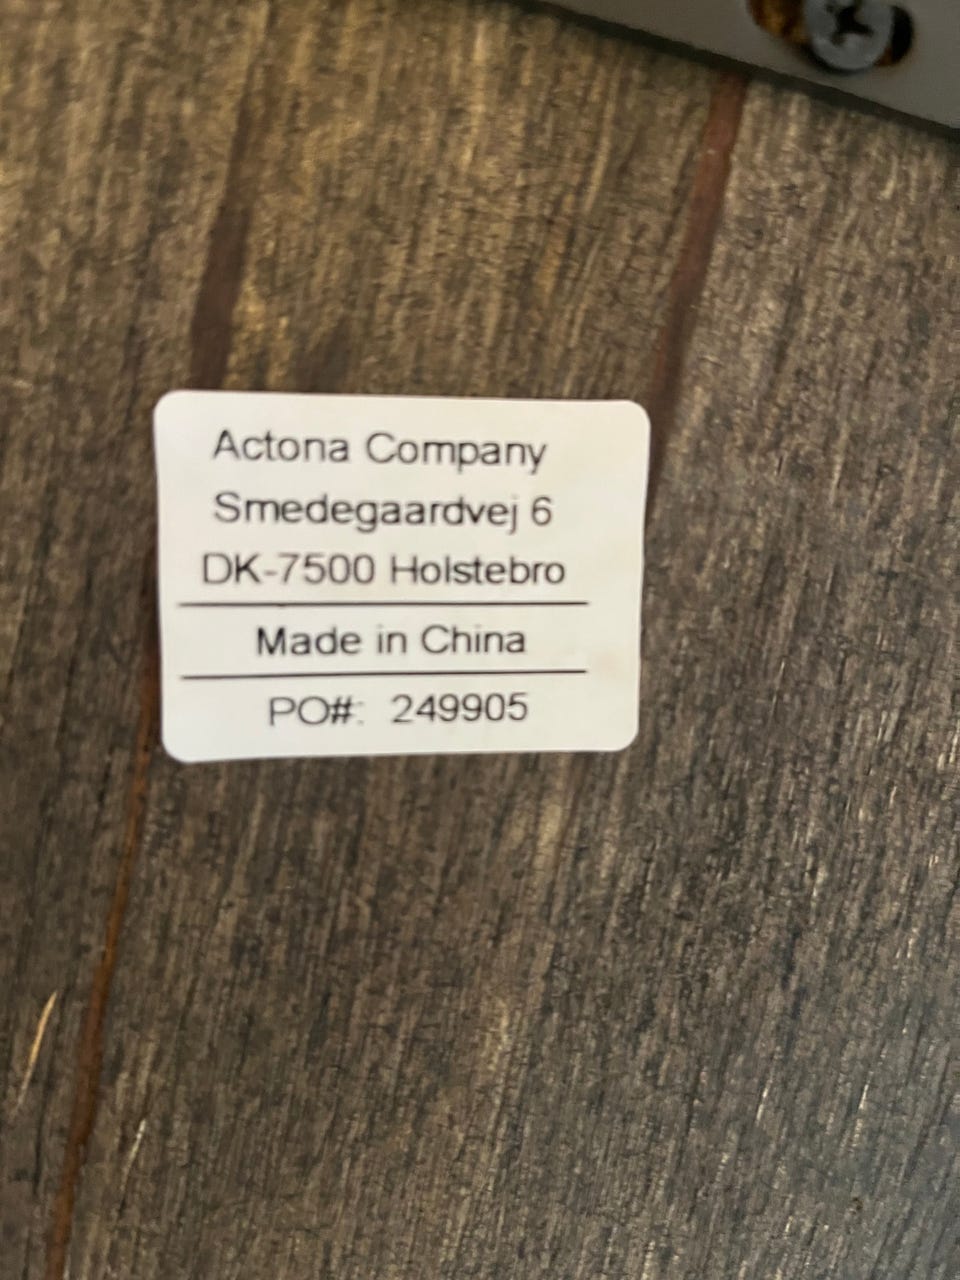 Actona Company
Smedegaardvej 6
DK-7500 Holstebro
Made in China
PO#: 249905